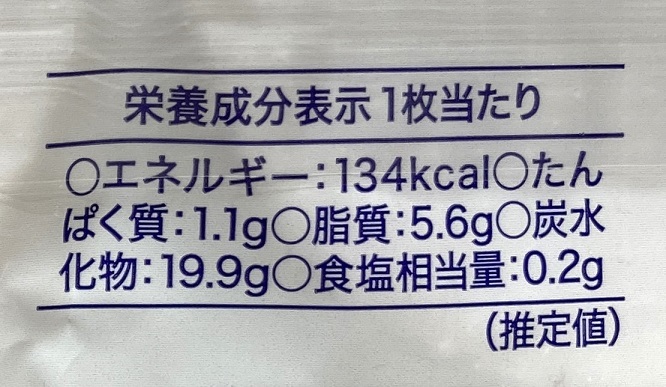 栄養成分表示1枚当たり
○エネルギー:134kcal○たん
ぱく質:1.1g○脂質:5.6g○炭水
化物:19.9g○食塩相当量:0.2g
(推定値)